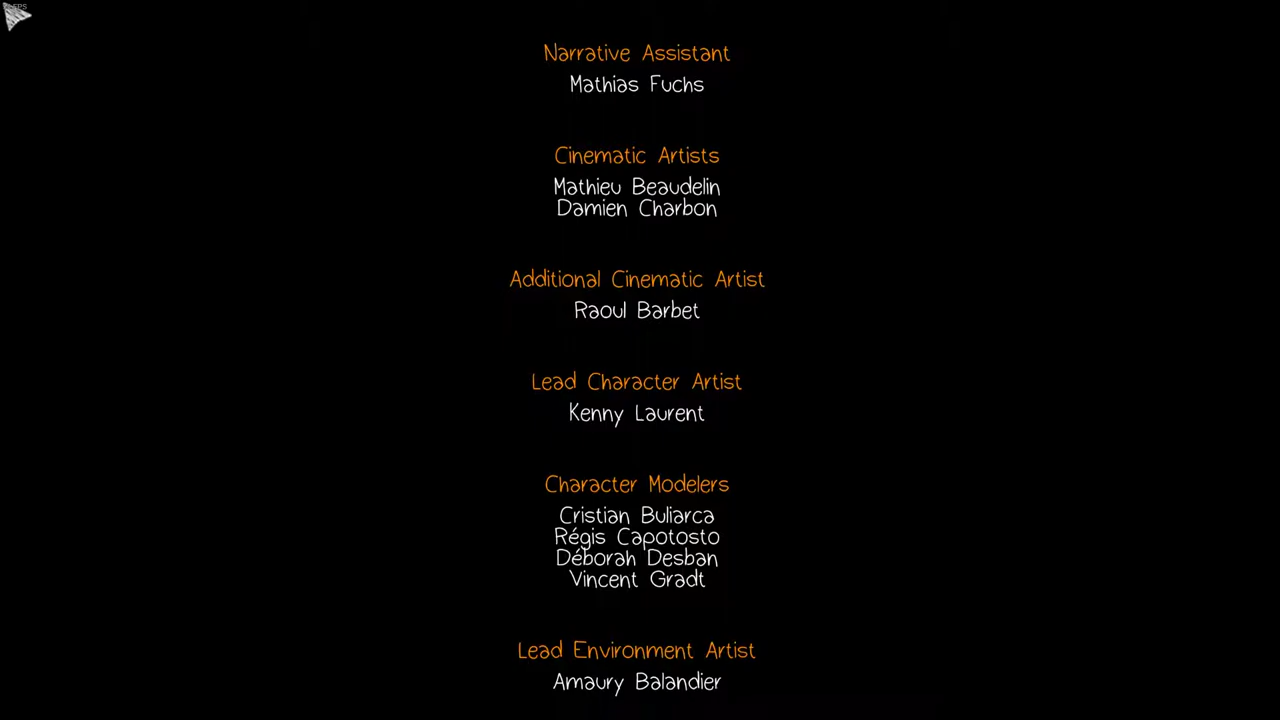 Narrative Assistant
Mathias Fuchs
Cinematic Artists
Mathieu Beaudelin
Damien Charbon
Additional Cinematic Artist
Raoul Barbet
Lead Character Artist
Kenny Laurent
Character Modelers
Cristian Buliarca
Régis Capotosto
Déborah Desban
Vincent Gradt
Lead Environment Artist
Amaury Balandier